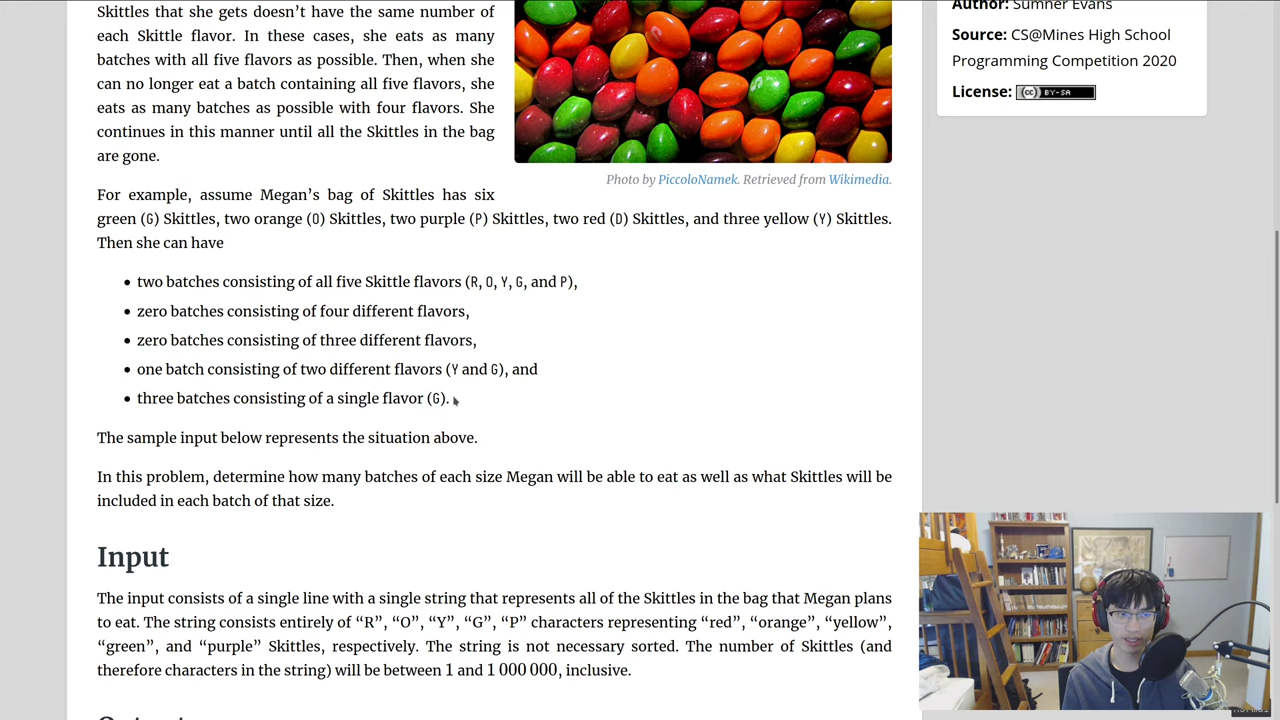 Skittles that she gets doesn’t have the same number of
each Skittle flavor. In these cases, she eats as many
batches with all five flavors as possible. Then, when she
can no longer eat a batch containing all five flavors, she
eats as many batches as possible with four flavors. She
continues in this manner until all the Skittles in the bag
are gone.
Photo by PiccoloNamek. Retrieved from Wikimedia.
For example, assume Megan’s bag of Skittles has six
green (G) Skittles, two orange (O) Skittles, two purple (P) Skittles, two red (D) Skittles, and three yellow (Y) Skittles.
Then she can have
• two batches consisting of all five Skittle flavors (R, O, Y, G, and P),
• zero batches consisting of four different flavors,
• zero batches consisting of three different flavors,
• one batch consisting of two different flavors (Y and G), and
• three batches consisting of a single flavor (G).
The sample input below represents the situation above.
In this problem, determine how many batches of each size Megan will be able to eat as well as what Skittles will be
included in each batch of that size.
Input
The input consists of a single line with a single string that represents all of the Skittles in the bag that Megan plans
to eat. The string consists entirely of “R”, “O”, “Y”, “G”, “P” characters representing “red”, “orange”, “yellow”,
“green”, and “purple” Skittles, respectively. The string is not necessary sorted. The number of Skittles (and
therefore characters in the string) will be between 1 and 1 000 000, inclusive.
Author: Sumner Evans
Source: CS@Mines High School
Programming Competition 2020
License: (cc) BY-SA